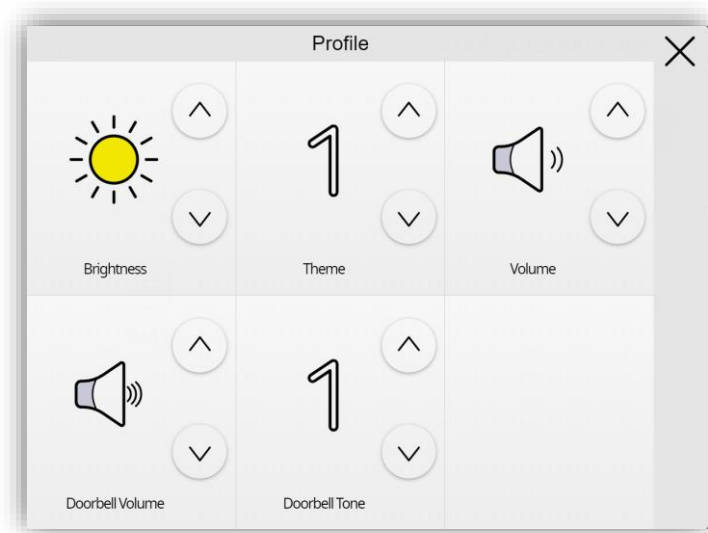 Profile
1
1
Brightness
Theme
Volume
Doorbell Volume
Doorbell Tone